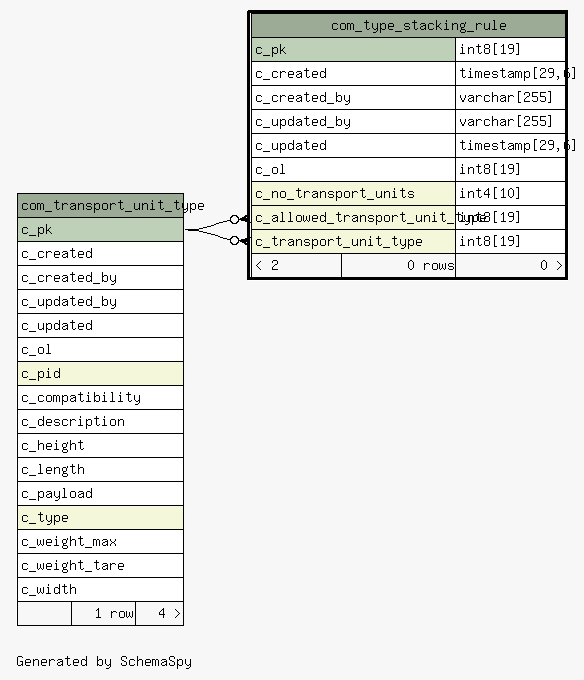 com_type_stacking_rule
c_pk int8[19]
c_created timestamp[29,6]
c_created_by varchar[255]
c_updated_by varchar[255]
c_updated timestamp[29,6]
c_ol int8[19]
c_no_transport_units int4[10]
c_allowed_transport_unit_type int8[19]
c_transport_unit_type int8[19]
< 2 0 rows 0 >
com_transport_unit_type
c_pk
c_created
c_created_by
c_updated_by
c_updated
c_ol
c_pid
c_compatibility
c_description
c_height
c_length
c_payload
c_type
c_weight_max
c_weight_tare
c_width
1 row 4 >
Generated by SchemaSpy